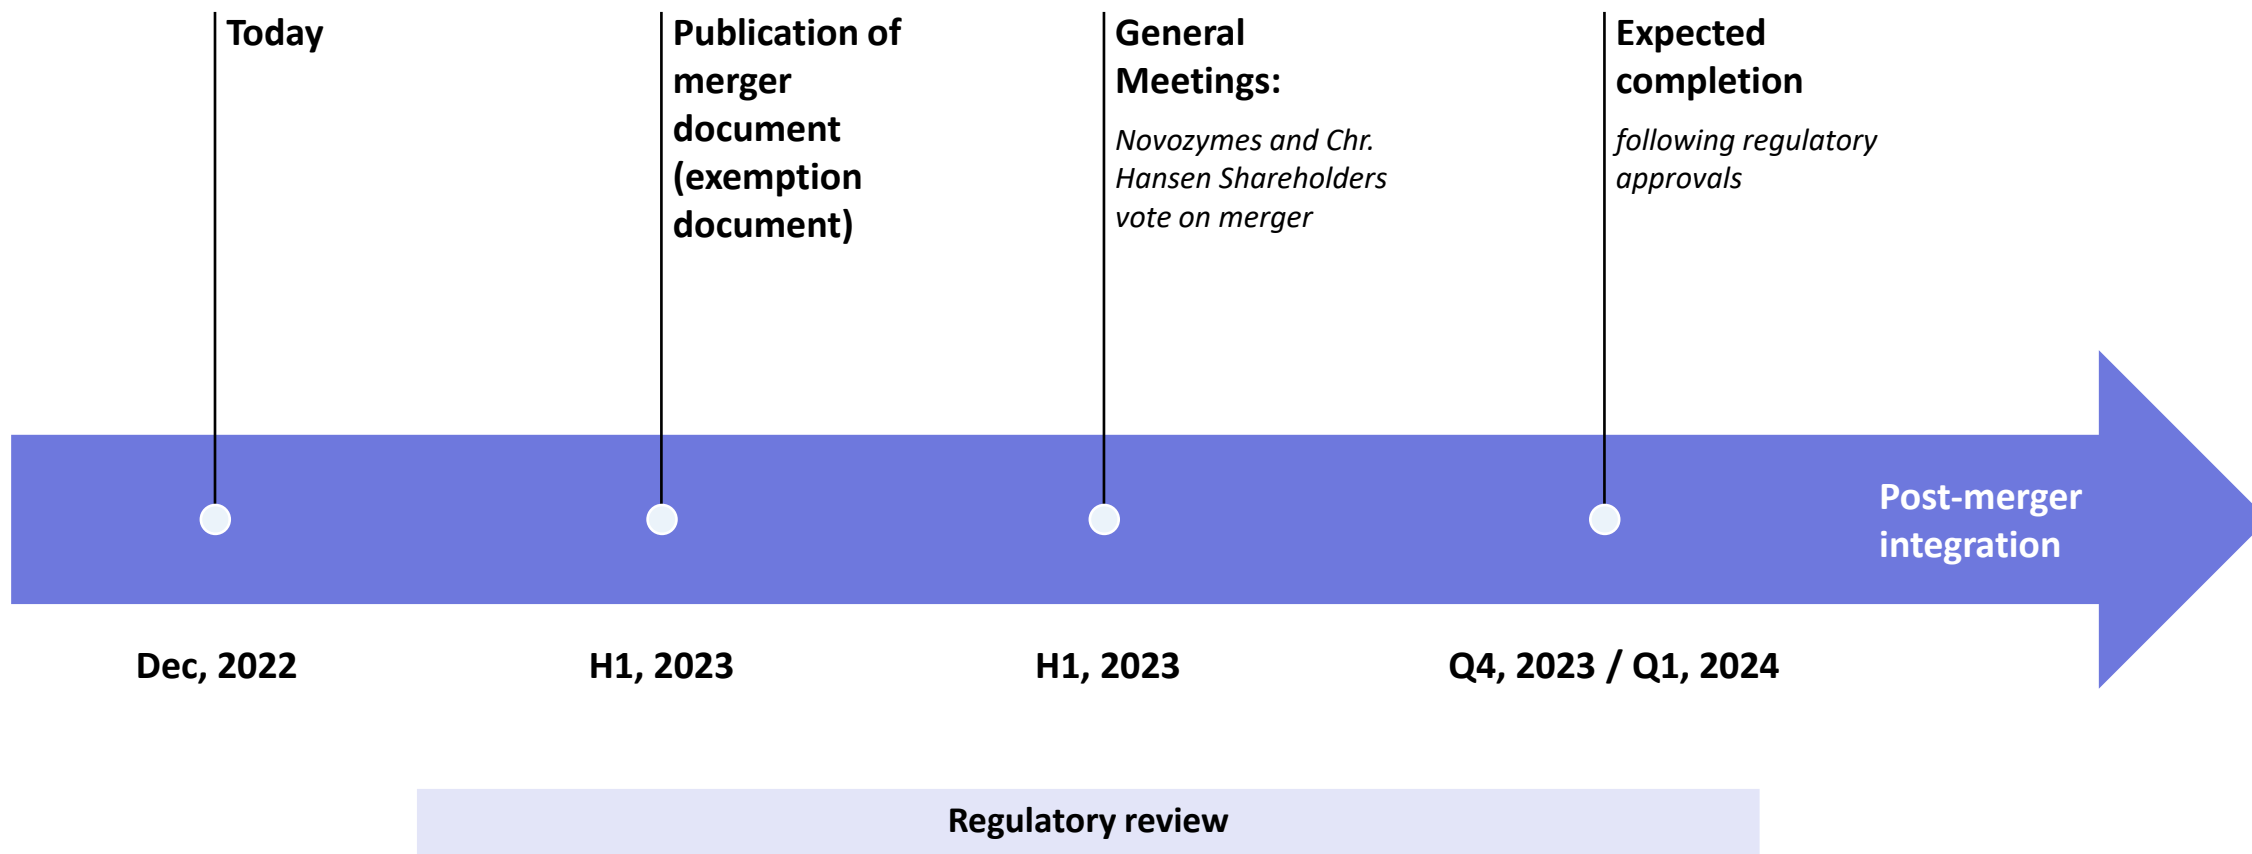 Today
Publication of
merger
document
(exemption
document)
General
Meetings:
Novozymes and Chr.
Hansen Shareholders
vote on merger
Expected
completion
following regulatory
approvals
Post-merger
integration
Dec, 2022
H1, 2023
H1, 2023
Q4, 2023 / Q1, 2024
Regulatory review